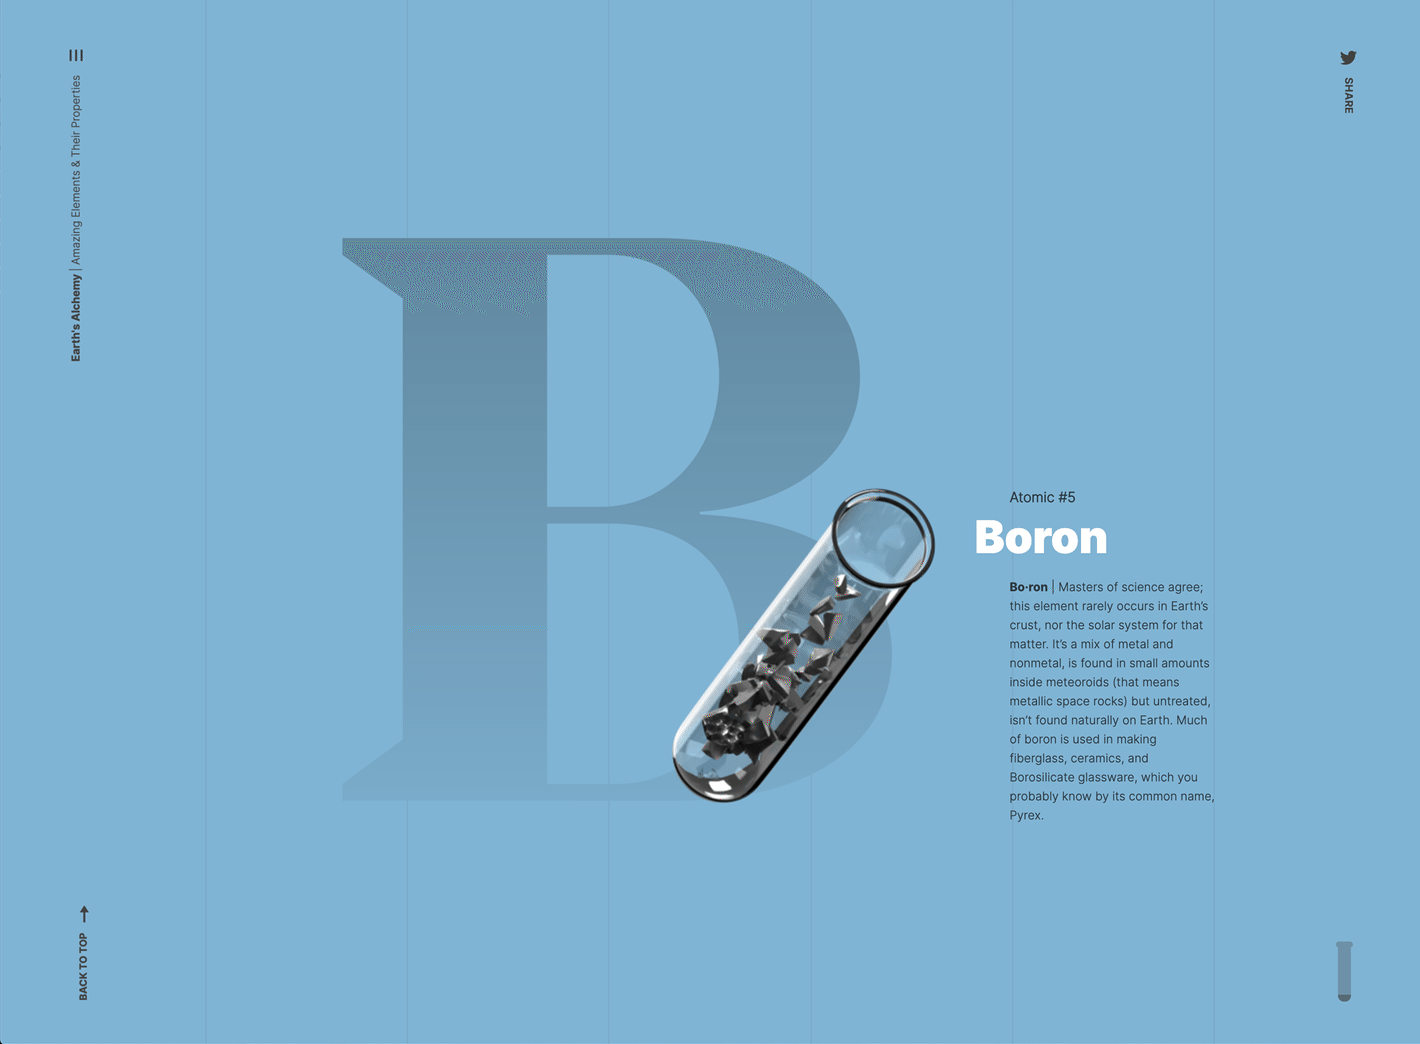 Earth's Alchemy | Amazing Elements & Their Properties
SHARE
B
Atomic #5
Boron
Bo·ron | Masters of science agree;
this element rarely occurs in Earth's
crust, nor the solar system for that
matter. It's a mix of metal and
nonmetal, is found in small amounts
inside meteoroids (that means
metallic space rocks) but untreated,
isn't found naturally on Earth. Much
of boron is used in making
fiberglass, ceramics, and
Borosilicate glassware, which you
probably know by its common name,
Pyrex.
BACK TO TOP